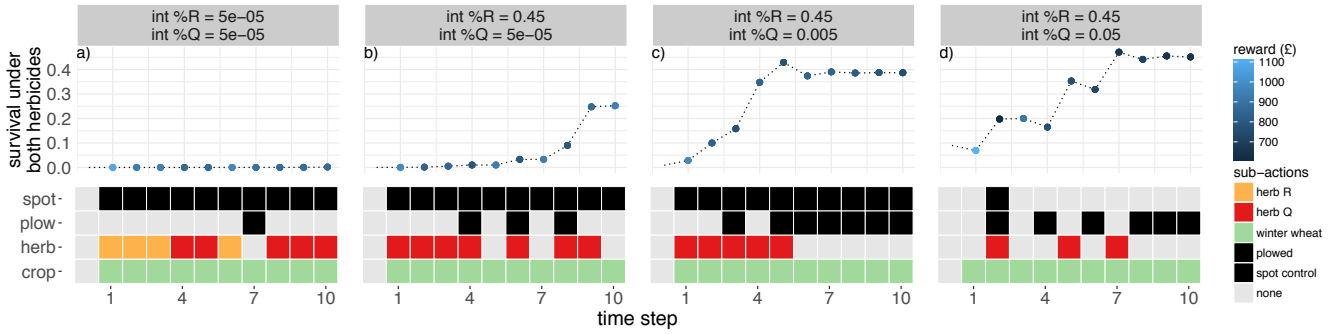 int %R = 5e−05
int %Q = 5e−05
int %R = 0.45
int %Q = 5e−05
int %R = 0.45
int %Q = 0.005
int %R = 0.45
int %Q = 0.05
a)
b)
c)
d)
survival under
both herbicides
0.4
0.3
0.2
0.1
0.0
reward (£)
1100
1000
900
800
700
spot
plow
herb
crop
sub−actions
herb R
herb Q
winter wheat
plowed
spot control
none
1 4 7 10 1 4 7 10 1 4 7 10 1 4 7 10
time step